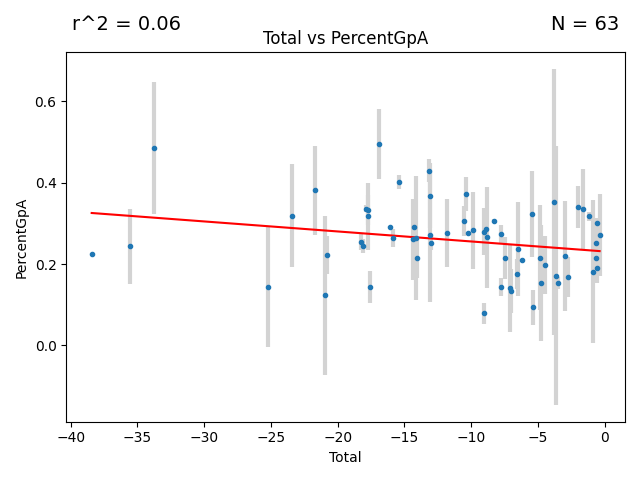 r^2 = 0.06
N = 63
Total vs PercentGpA
PercentGpA
0.6
0.4
0.2
0.0
−40
−35
−30
−25
−20
−15
−10
−5
0
Total